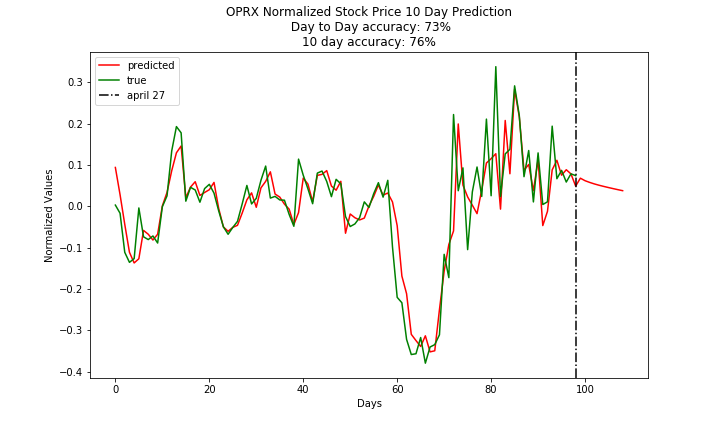 OPRX Normalized Stock Price 10 Day Prediction
Day to Day accuracy: 73%
10 day accuracy: 76%
predicted
true
april 27
Normalized Values
0.3
0.2
0.1
0.0
−0.1
−0.2
−0.3
−0.4
0 20 40 60 80 100
Days